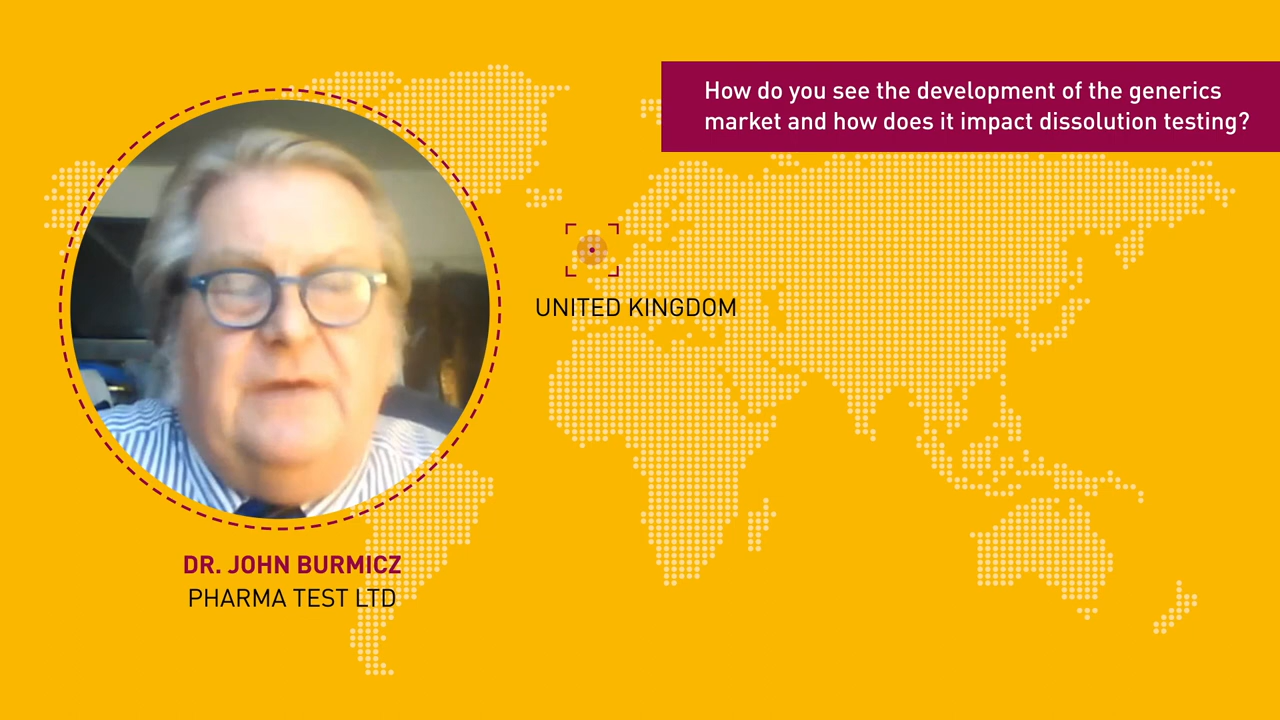 How do you see the development of the generics
market and how does it impact dissolution testing?
UNITED KINGDOM
DR. JOHN BURMICZ
PHARMA TEST LTD